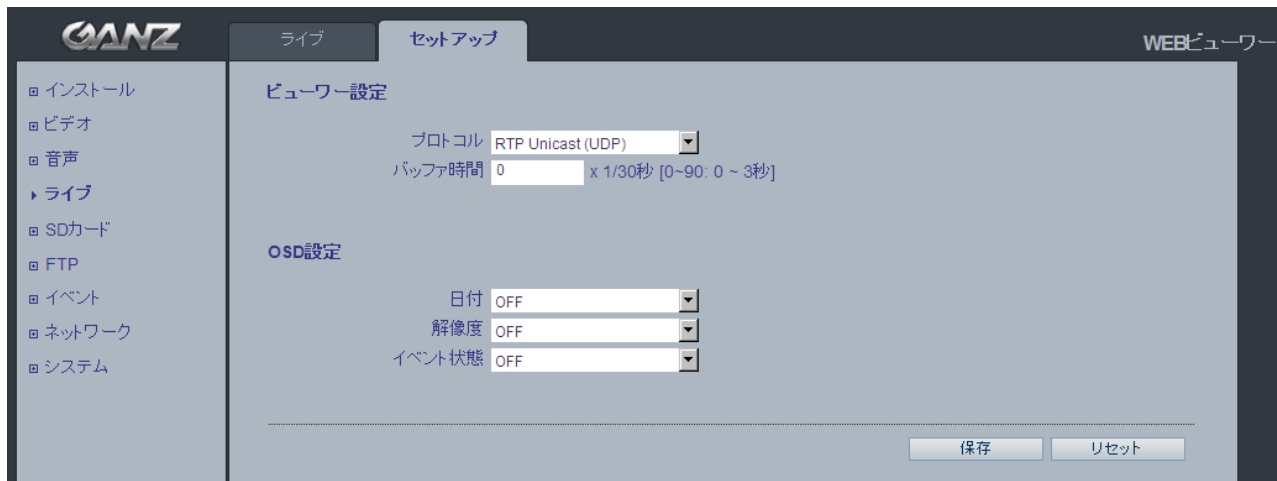 GANZ
ライブ
セットアップ
WEBビューワー
インストール
ビデオ
音声
ライブ
SDカード
FTP
イベント
ネットワーク
システム
ビューワー設定
プロトコル RTP Unicast (UDP)
バッファ時間 0 x 1/30秒 [0~90: 0 ~ 3秒]
OSD設定
日付 OFF
解像度 OFF
イベント状態 OFF
保存
リセット